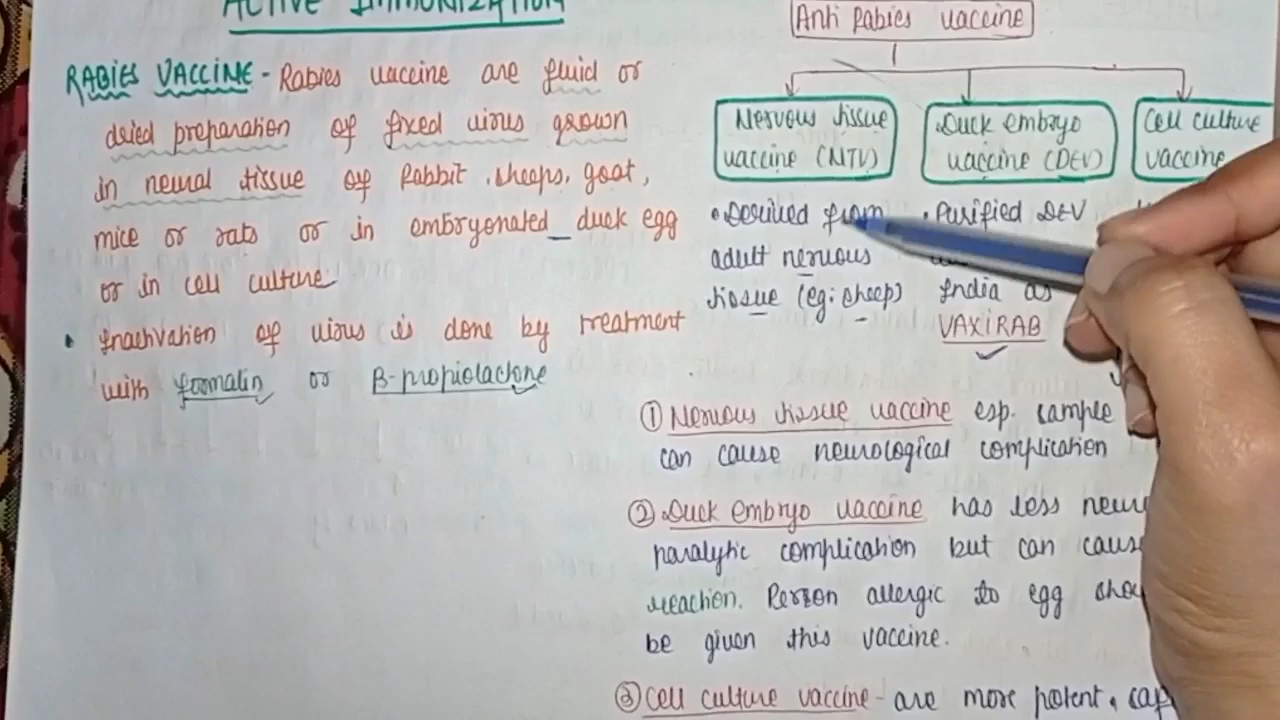 ACTIVE IMMUNIZATION
RABIES VACCINE - Rabies vaccine are fluid or
dried preparation of fixed virus grown
in neural tissue of Rabbit, sheeps, goat,
mice or rats or in embryonated duck egg
or in cell culture
• Inactivation of virus is done by treatment
with formalin or β-propiolactone
Anti Rabies vaccine
Nervous tissue
vaccine (NTV)
Duck embryo
vaccine (DEV)
Cell culture
vaccine
• Derived from
adult nervous
tissue (eg: sheep)
• Purified DEV
India as
VAXIRAB
① Nervous tissue vaccine esp. sample
can cause neurological complication
② Duck embryo vaccine has less
paralytic complication but can
reaction. Person allergic to egg
be given this vaccine.
③ Cell culture vaccine - are more potent,